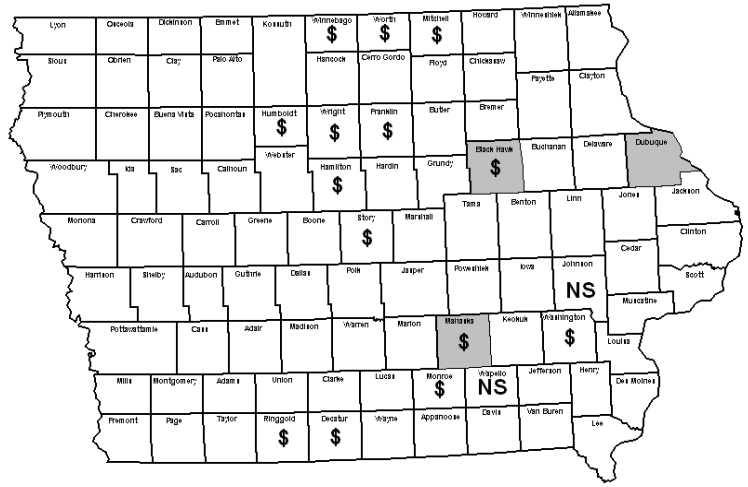 Lyon Osceola Dickinson Emmet Kossuth Winnebago Worth Mitchell Howard Winneshiek Allamakee
$ $ $
Sioux Obrien Clay Palo Alto Hancock Cerro Gordo Floyd Chickasaw
Fayette Clayton
Plymouth Cherokee Buena Vista Pocahontas Humboldt Wright Franklin Butler Bremer
$ $ $
Woodbury Ida Sac Calhoun Webster Hamilton Hardin Grundy Black Hawk Buchanan Delaware Dubuque
$ $
Monona Crawford Carroll Greene Boone Story Marshall Tama Benton Linn Jones Jackson
$
Clinton
Harrison Shelby Audubon Guthrie Dallas Polk Jasper Poweshiek Iowa Johnson Cedar Scott
NS
Muscatine
Pottawattamie Cass Adair Madison Warren Marion Mahaska Keokuk Washington Louisa
$ $
Mills Montgomery Adams Union Clarke Lucas Monroe Wapello Jefferson Henry Des Moines
$ NS
Fremont Page Taylor Ringgold Decatur Wayne Appanoose Davis Van Buren Lee
$ $